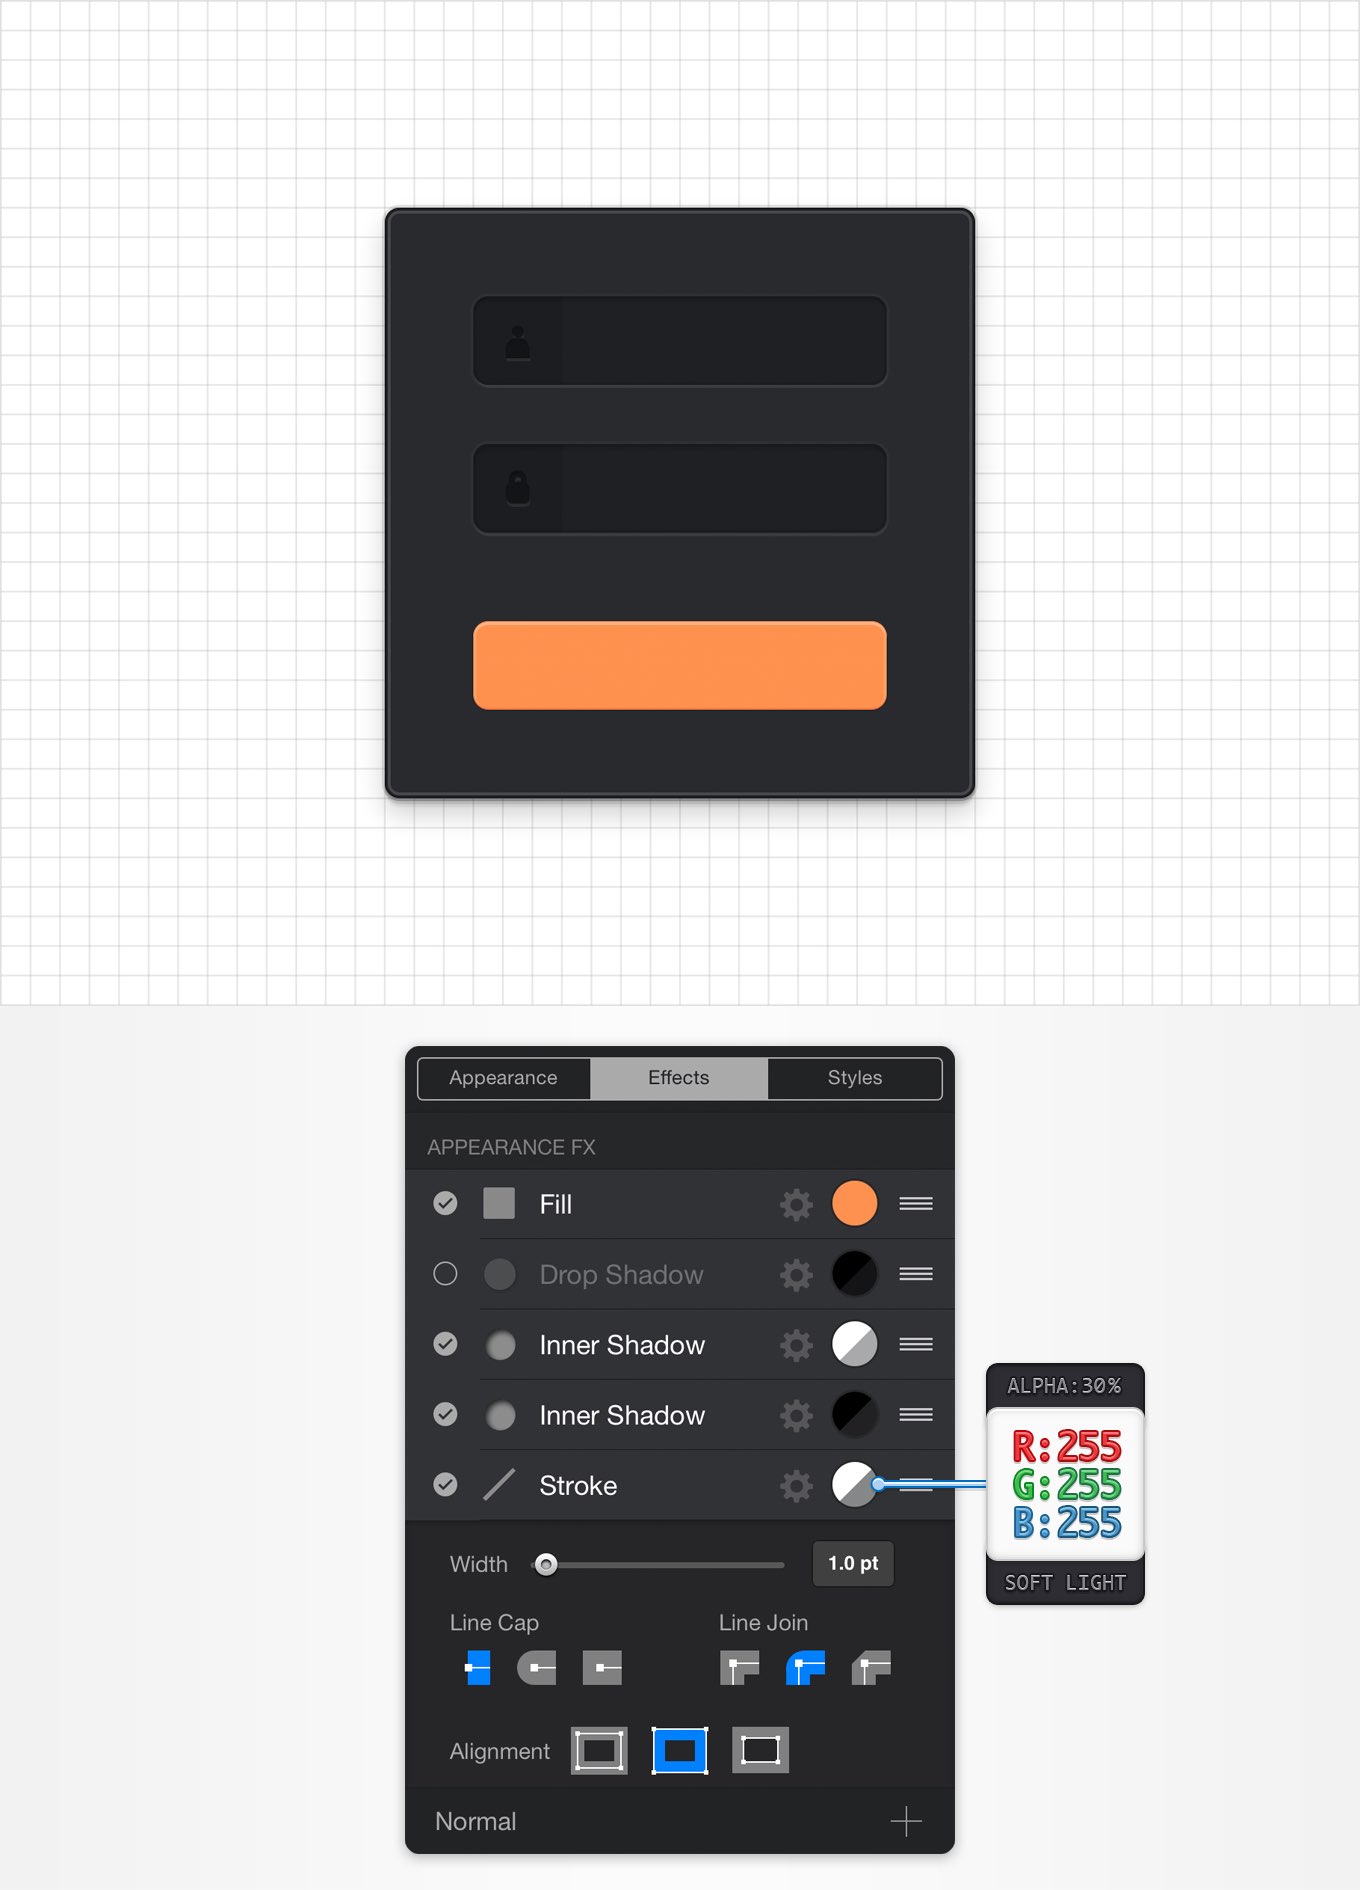 Appearance
Effects
Styles
APPEARANCE FX
Fill
Drop Shadow
Inner Shadow
Inner Shadow
Stroke
ALPHA:30%
R:255
G:255
B:255
SOFT LIGHT
Width
1.0 pt
Line Cap
Line Join
Alignment
Normal